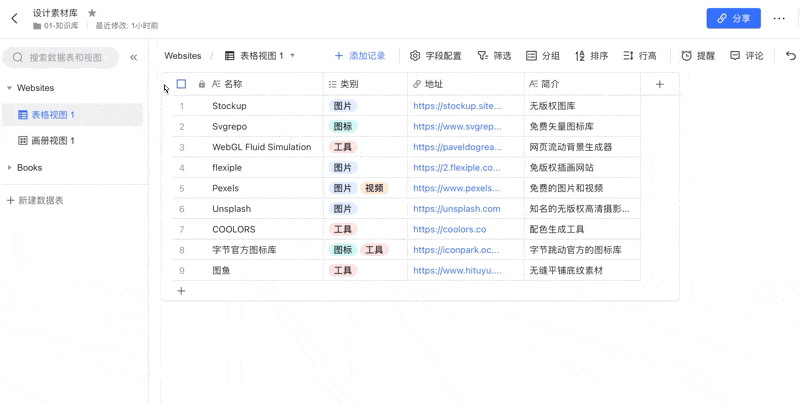 设计素材库
01-知识库 最近修改: 1小时前
分享
搜索数据表和视图
Websites / 表格视图 1 添加记录 字段配置 筛选 分组 排序 行高 提醒 评论
Websites
表格视图 1
画册视图 1
Books
新建数据表
名称 类别 地址 简介
1 Stockup 图片 https://stockup.site... 无版权图库
2 Svgrepo 图标 https://www.svgrep... 免费矢量图标库
3 WebGL Fluid Simulation 工具 https://paveldogrea... 网页流动背景生成器
4 flexiple 图片 https://2.flexiple.co... 免版权插画网站
5 Pexels 图片 视频 https://www.pexels... 免费的图片和视频
6 Unsplash 图片 https://unsplash.com 知名的无版权高清摄影...
7 COOLORS 工具 https://coolors.co 配色生成工具
8 字节官方图标库 图标 工具 https://iconpark.oc... 字节跳动官方的图标库
9 图鱼 工具 https://www.hituyu.... 无缝平铺底纹素材